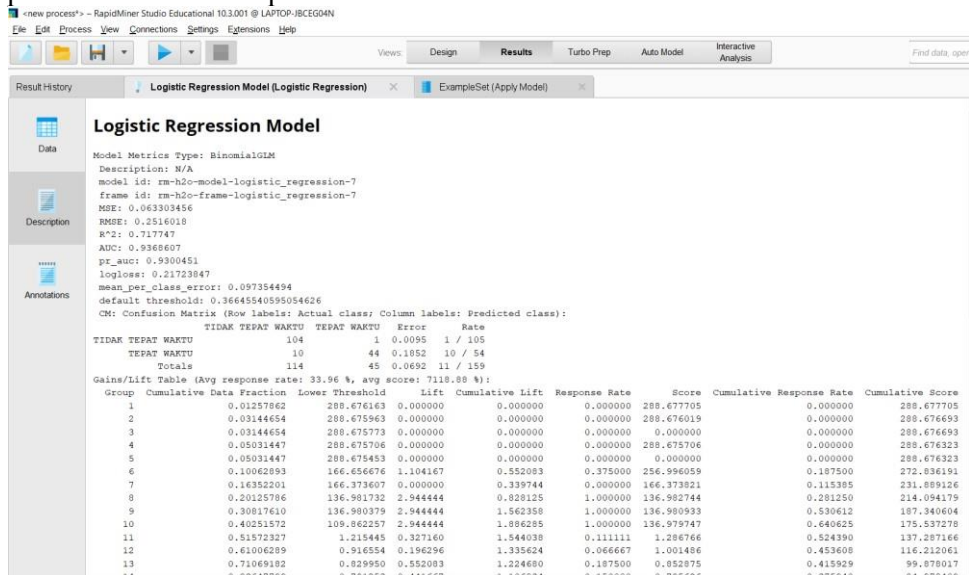 <new process*> – RapidMiner Studio Educational 10.3.001 @ LAPTOP-JBCEG04N
File Edit Process View Connections Settings Extensions Help
Views: Design Results Turbo Prep Auto Model Interactive Analysis Find data, oper
Result History Logistic Regression Model (Logistic Regression) ExampleSet (Apply Model)
Data
Description
Annotations
Logistic Regression Model
Model Metrics Type: BinomialGLM
Description: N/A
model id: rm-h2o-model-logistic_regression-7
frame id: rm-h2o-frame-logistic_regression-7
MSE: 0.063303456
RMSE: 0.2516018
R^2: 0.717747
AUC: 0.9368607
pr_auc: 0.9300451
logloss: 0.21723847
mean_per_class_error: 0.097354494
default threshold: 0.36645540595054626
CM: Confusion Matrix (Row labels: Actual class; Column labels: Predicted class):
TIDAK TEPAT WAKTU TEPAT WAKTU Error Rate
TIDAK TEPAT WAKTU 104 1 0.0095 1 / 105
TEPAT WAKTU 10 44 0.1852 10 / 54
Totals 114 45 0.0692 11 / 159
Gains/Lift Table (Avg response rate: 33.96 %, avg score: 7118.88 %):
Group Cumulative Data Fraction Lower Threshold Lift Cumulative Lift Response Rate Score Cumulative Response Rate Cumulative Score
1 0.01257862 288.676163 0.000000 0.000000 0.000000 288.677705 0.000000 288.677705
2 0.03144654 288.675963 0.000000 0.000000 0.000000 288.676019 0.000000 288.676693
3 0.03144654 288.675773 0.000000 0.000000 0.000000 0.000000 0.000000 288.676693
4 0.05031447 288.675706 0.000000 0.000000 0.000000 288.675706 0.000000 288.676323
5 0.05031447 288.675453 0.000000 0.000000 0.000000 0.000000 0.000000 288.676323
6 0.10062893 166.656676 1.104167 0.552083 0.375000 256.996059 0.187500 272.836191
7 0.16352201 166.373607 0.000000 0.339744 0.000000 166.373821 0.115385 231.889126
8 0.20125786 136.981732 2.944444 0.828125 1.000000 136.982744 0.281250 214.094179
9 0.30817610 136.980379 2.944444 1.562358 1.000000 136.980933 0.530612 187.340604
10 0.40251572 109.862257 2.944444 1.886285 1.000000 136.979747 0.640625 175.537278
11 0.51572327 1.215445 0.327160 1.544038 0.111111 1.286766 0.524390 137.287166
12 0.61006289 0.916554 0.196296 1.335624 0.066667 1.001486 0.453608 116.212061
13 0.71069182 0.829950 0.552083 1.224680 0.187500 0.852875 0.415929 99.878017